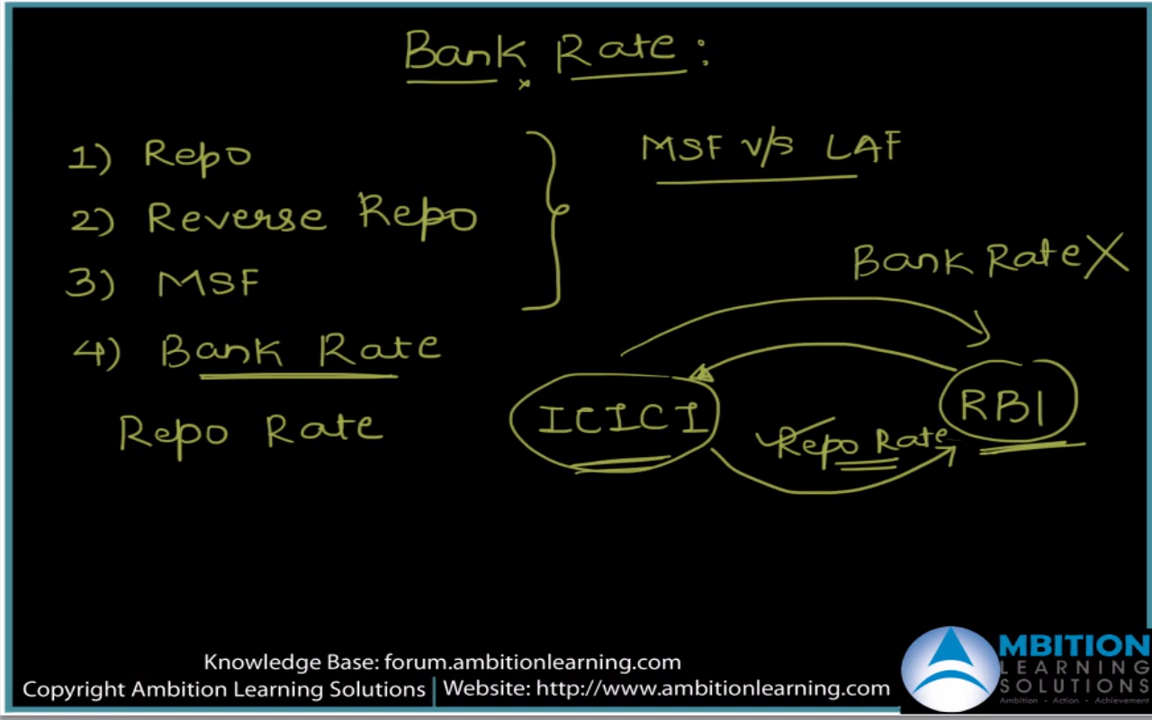 Bank Rate:
1) Repo
2) Reverse Repo
3) MSF
4) Bank Rate
Repo Rate
MSF v/s LAF
Bank Rate X
ICICI
RBI
Repo Rate
Knowledge Base: forum.ambitionlearning.com
Copyright Ambition Learning Solutions | Website: http://www.ambitionlearning.com
AMBITION
LEARNING
SOLUTIONS
Ambition - Action - Achievement